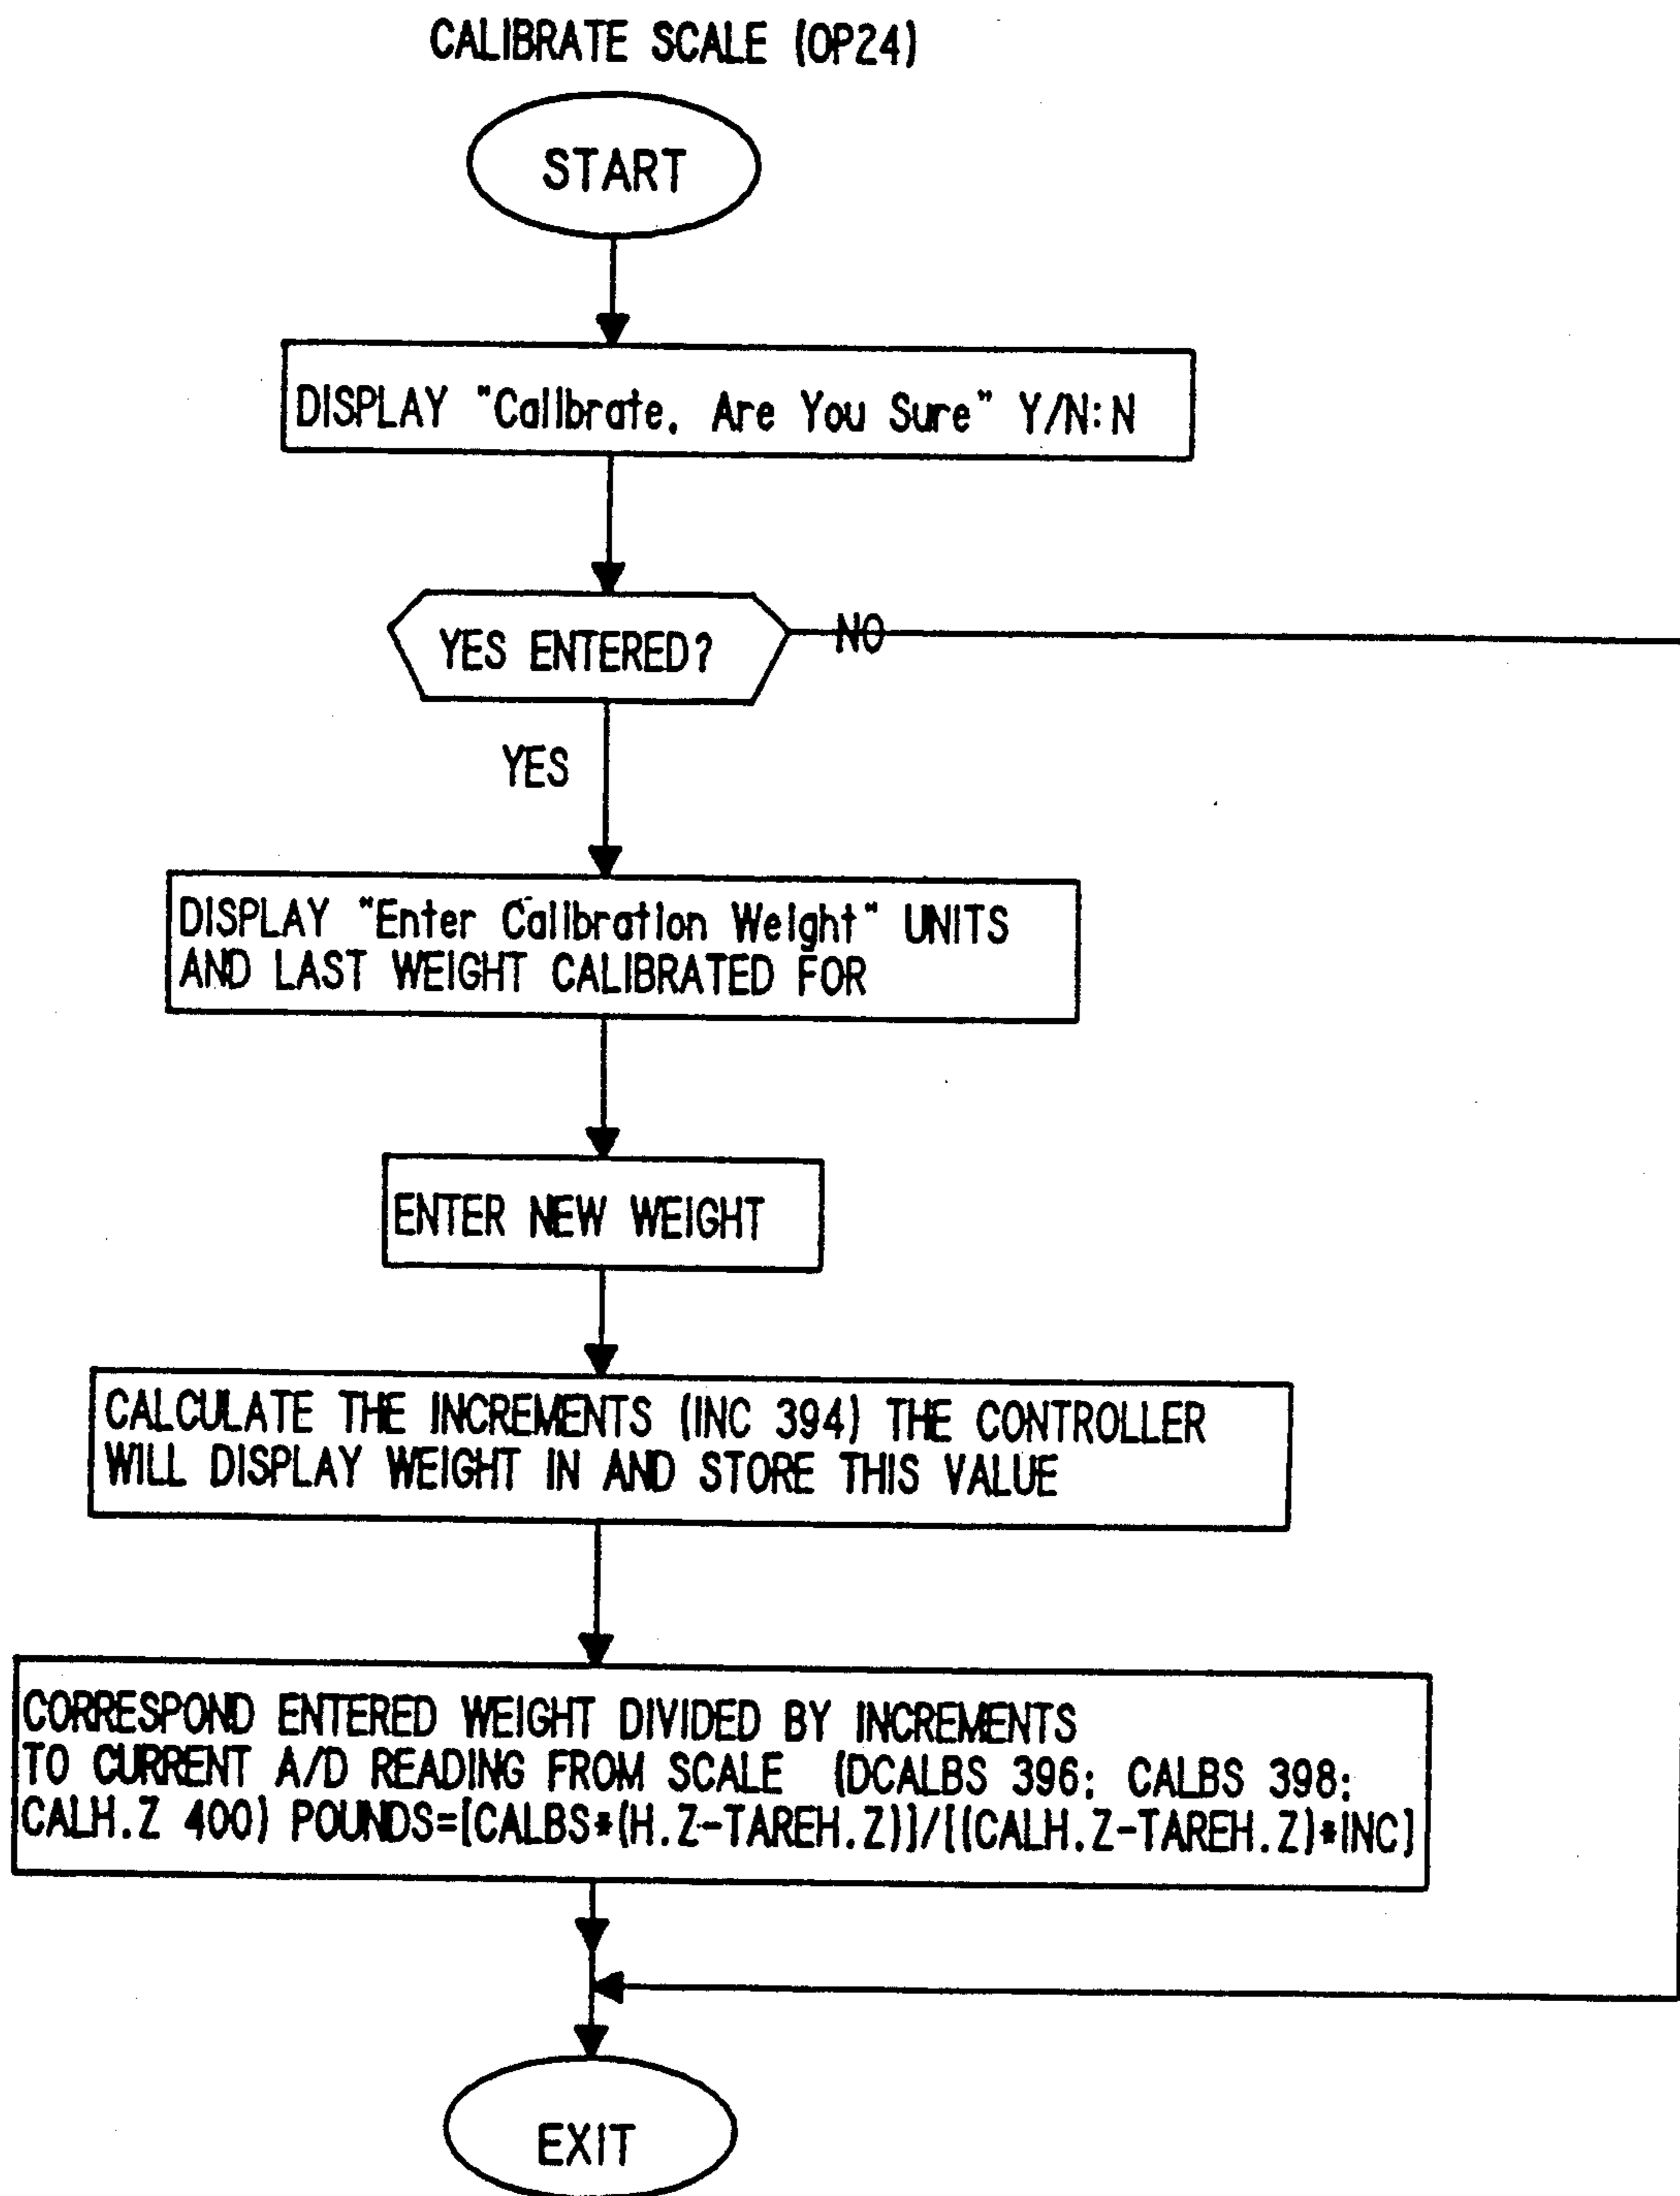 CALIBRATE SCALE (OP24)
START
DISPLAY "Calibrate, Are You Sure" Y/N:N
YES ENTERED?
NO
YES
DISPLAY "Enter Calibration Weight" UNITS
AND LAST WEIGHT CALIBRATED FOR
ENTER NEW WEIGHT
CALCULATE THE INCREMENTS (INC 394) THE CONTROLLER
WILL DISPLAY WEIGHT IN AND STORE THIS VALUE
CORRESPOND ENTERED WEIGHT DIVIDED BY INCREMENTS
TO CURRENT A/D READING FROM SCALE (DCALBS 396; CALBS 398;
CALH.Z 400) POUNDS=[CALBS*(H.Z-TAREH.Z)]/[(CALH.Z-TAREH.Z)*INC]
EXIT